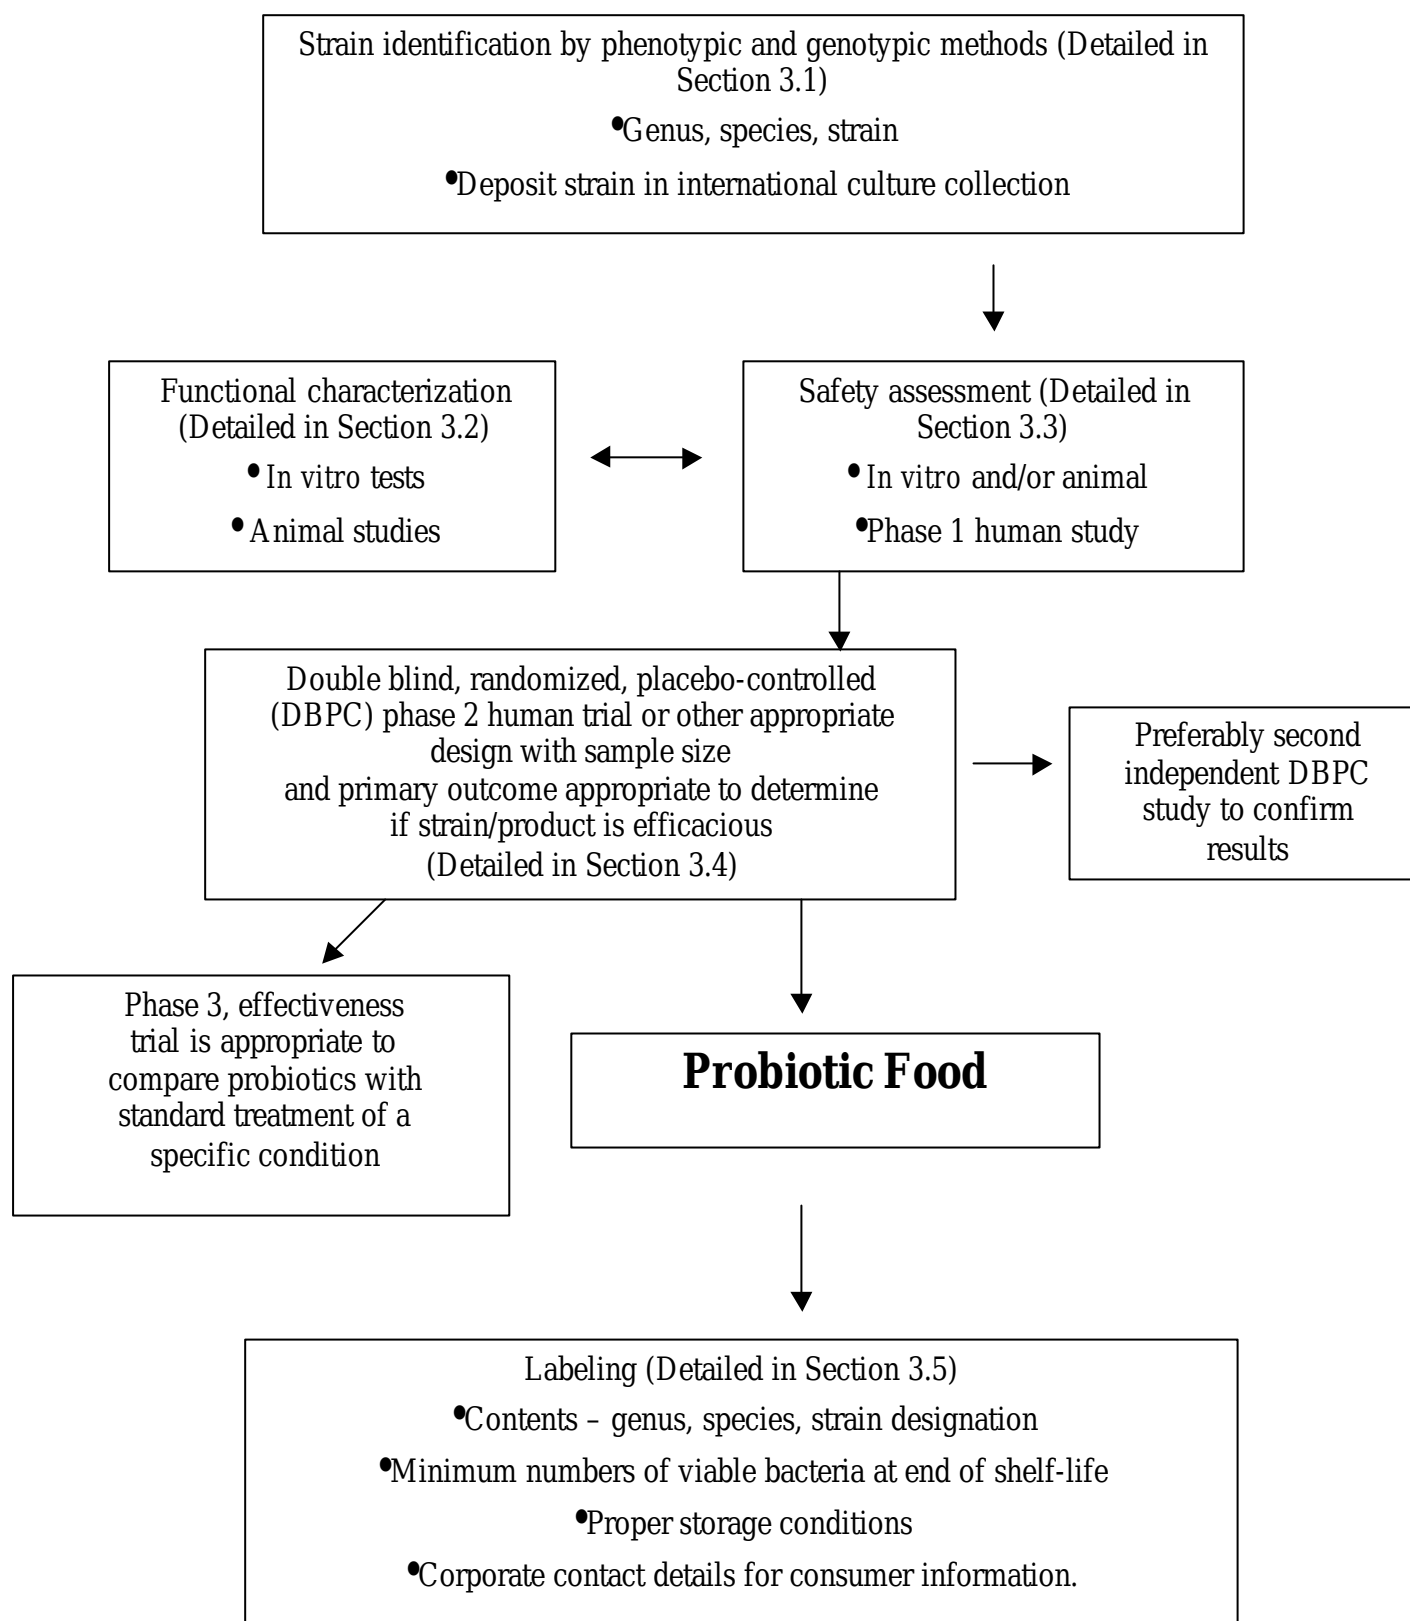 Strain identification by phenotypic and genotypic methods (Detailed in
Section 3.1)
•Genus, species, strain
•Deposit strain in international culture collection
Functional characterization
(Detailed in Section 3.2)
• In vitro tests
• Animal studies
Safety assessment (Detailed in
Section 3.3)
• In vitro and/or animal
•Phase 1 human study
Double blind, randomized, placebo-controlled
(DBPC) phase 2 human trial or other appropriate
design with sample size
and primary outcome appropriate to determine
if strain/product is efficacious
(Detailed in Section 3.4)
Preferably second
independent DBPC
study to confirm
results
Phase 3, effectiveness
trial is appropriate to
compare probiotics with
standard treatment of a
specific condition
Probiotic Food
Labeling (Detailed in Section 3.5)
•Contents – genus, species, strain designation
•Minimum numbers of viable bacteria at end of shelf-life
•Proper storage conditions
•Corporate contact details for consumer information.